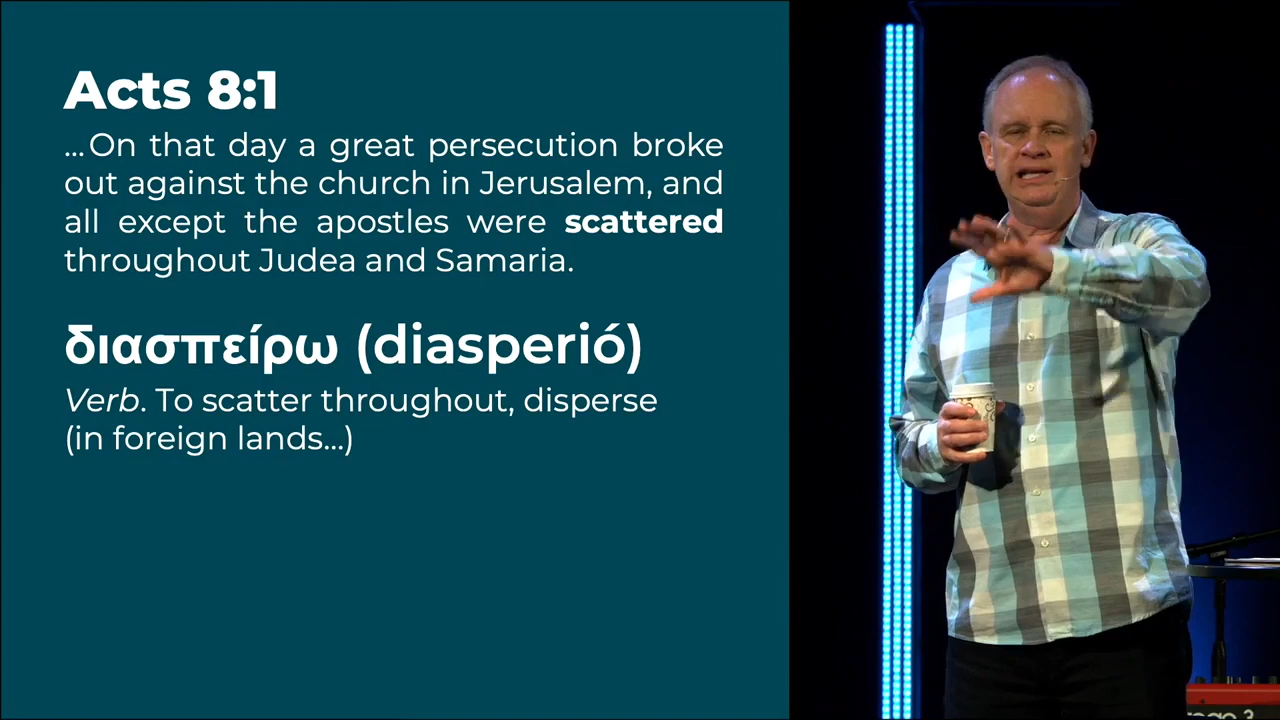 Acts 8:1
...On that day a great persecution broke
out against the church in Jerusalem, and
all except the apostles were scattered
throughout Judea and Samaria.
διασπείρω (diasperió)
Verb. To scatter throughout, disperse
(in foreign lands...)